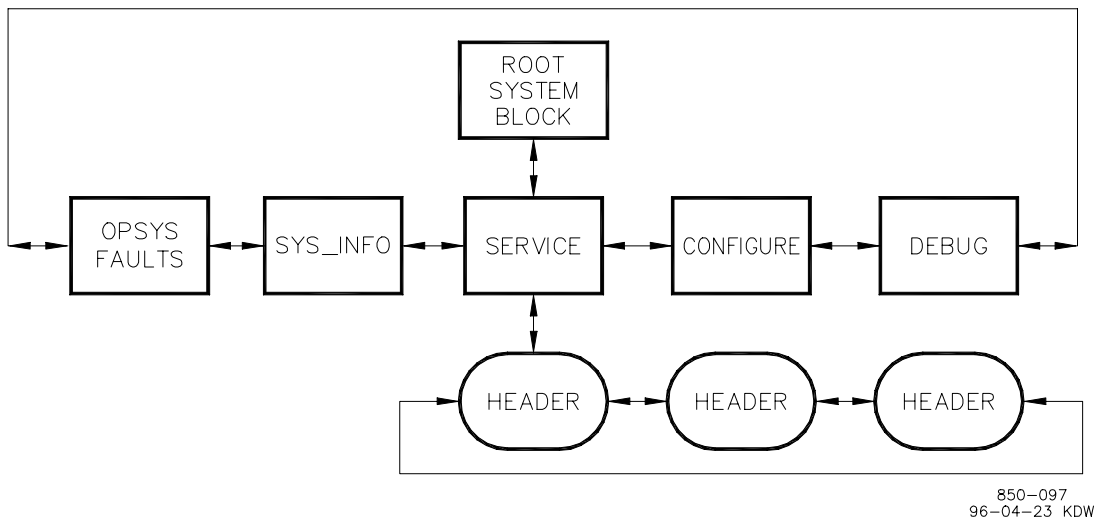 ROOT
SYSTEM
BLOCK
OPSYS
FAULTS
SYS_INFO
SERVICE
CONFIGURE
DEBUG
HEADER
HEADER
HEADER
850-097
96-04-23 KDW